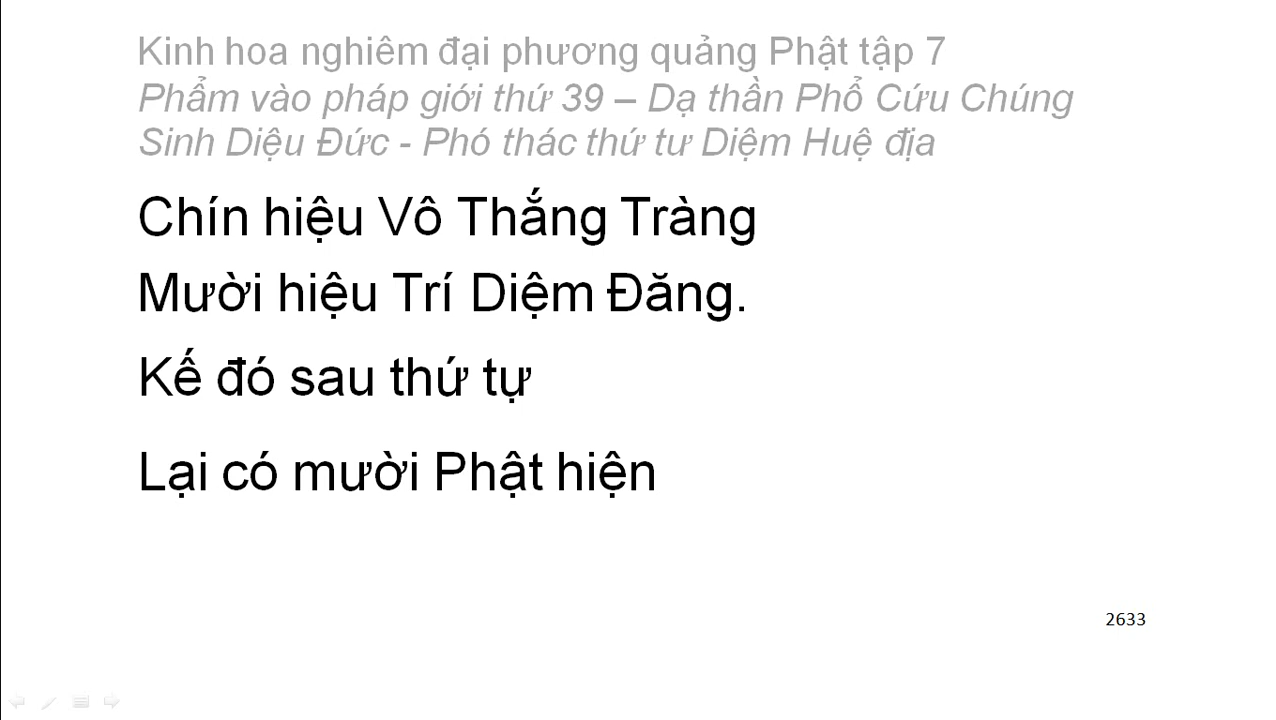 Kinh hoa nghiêm đại phương quảng Phật tập 7
Phẩm vào pháp giới thứ 39 – Dạ thần Phổ Cứu Chúng
Sinh Diệu Đức - Phó thác thứ tư Diệm Huệ địa
Chín hiệu Vô Thắng Tràng
Mười hiệu Trí Diệm Đăng.
Kế đó sau thứ tự
Lại có mười Phật hiện
2633